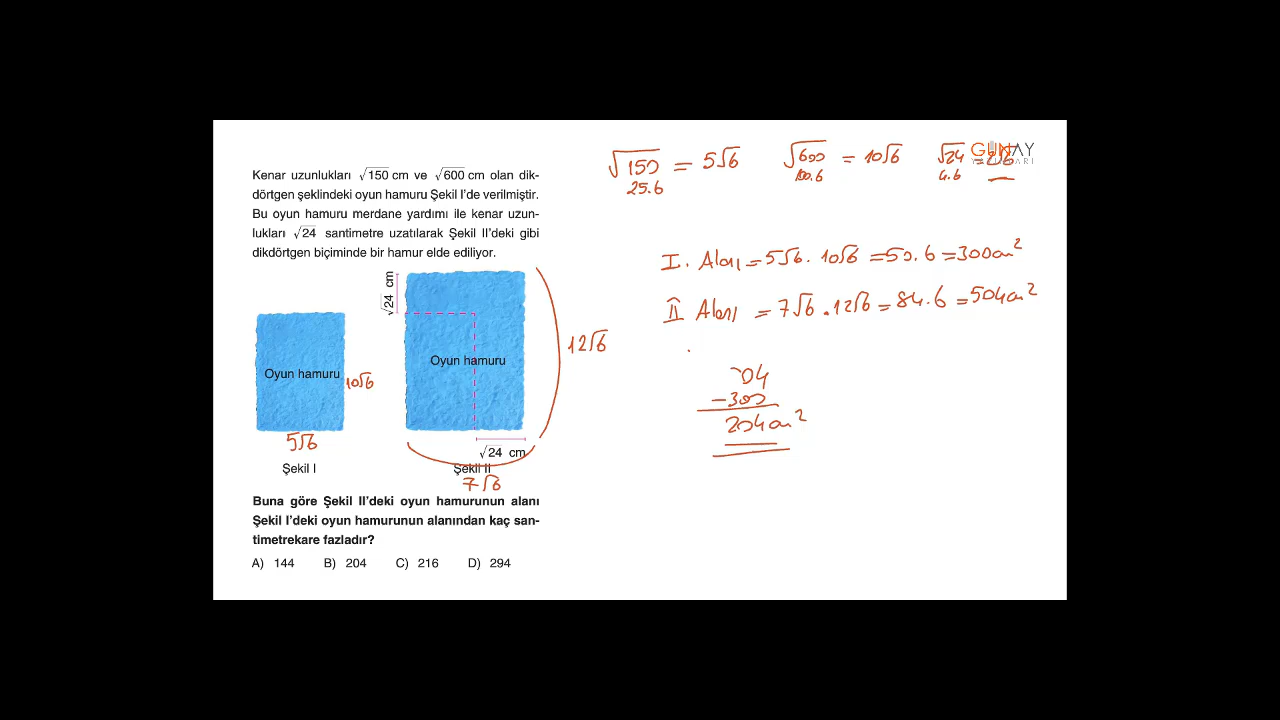 Kenar uzunlukları √150 cm ve √600 cm olan dik-
dörtgen şeklindeki oyun hamuru Şekil I'de verilmiştir.
Bu oyun hamuru merdane yardımı ile kenar uzun-
lukları √24 santimetre uzatılarak Şekil II'deki gibi
dikdörtgen biçiminde bir hamur elde ediliyor.
√24 cm
Oyun hamuru
10√6
5√6
Şekil I
Oyun hamuru
12√6
√24 cm
Şekil II
7√6
Buna göre Şekil II'deki oyun hamurunun alanı
Şekil I'deki oyun hamurunun alanından kaç san-
timetrekare fazladır?
A) 144 B) 204 C) 216 D) 294
√150 = 5√6 √600 = 10√6 √24 = 2√6
25.6 100.6 4.6
GÜNAY
I. Alan = 5√6 . 10√6 = 50.6 = 300cm²
II Alan = 7√6 . 12√6 = 84.6 = 504cm²
504
-300
204cm²